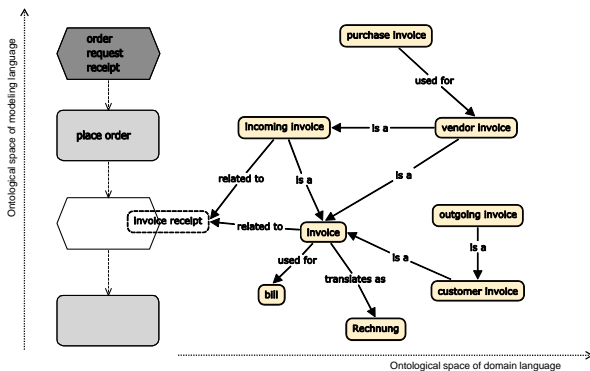 Ontological space of modeling language
order
request
receipt
place order
invoice receipt
purchase invoice
used for
incoming invoice
is a
vendor invoice
related to
is a
is a
related to
invoice
outgoing invoice
is a
used for
is a
bill
translates as
customer invoice
Rechnung
Ontological space of domain language